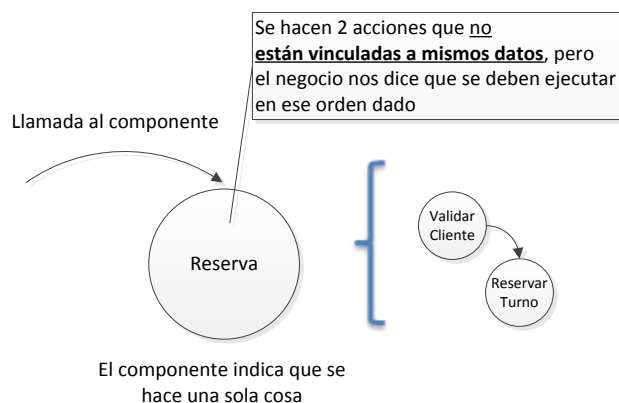 Se hacen 2 acciones que no
están vinculadas a mismos datos, pero
el negocio nos dice que se deben ejecutar
en ese orden dado
Llamada al componente
Reserva
Validar
Cliente
Reservar
Turno
El componente indica que se
hace una sola cosa